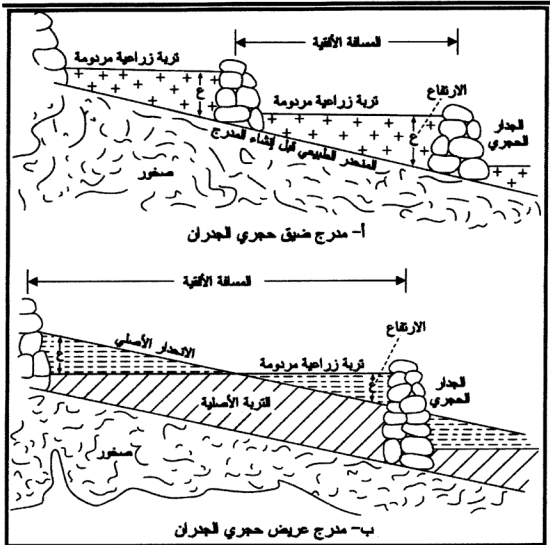 المسافة الأفقية
تربة زراعية مردومة
الارتفاع
تربة زراعية مردومة
ع
ع
الجدار
الحجري
المنحدر الطبيعي قبل إنشاء المدرج
صخور
أ- مدرج ضيق حجري الجدران
المسافة الأفقية
الارتفاع
الانحدار الأصلي
تربة زراعية مردومة
ع
ع
الجدار
الحجري
التربة الأصلية
صخور
ب- مدرج عريض حجري الجدران